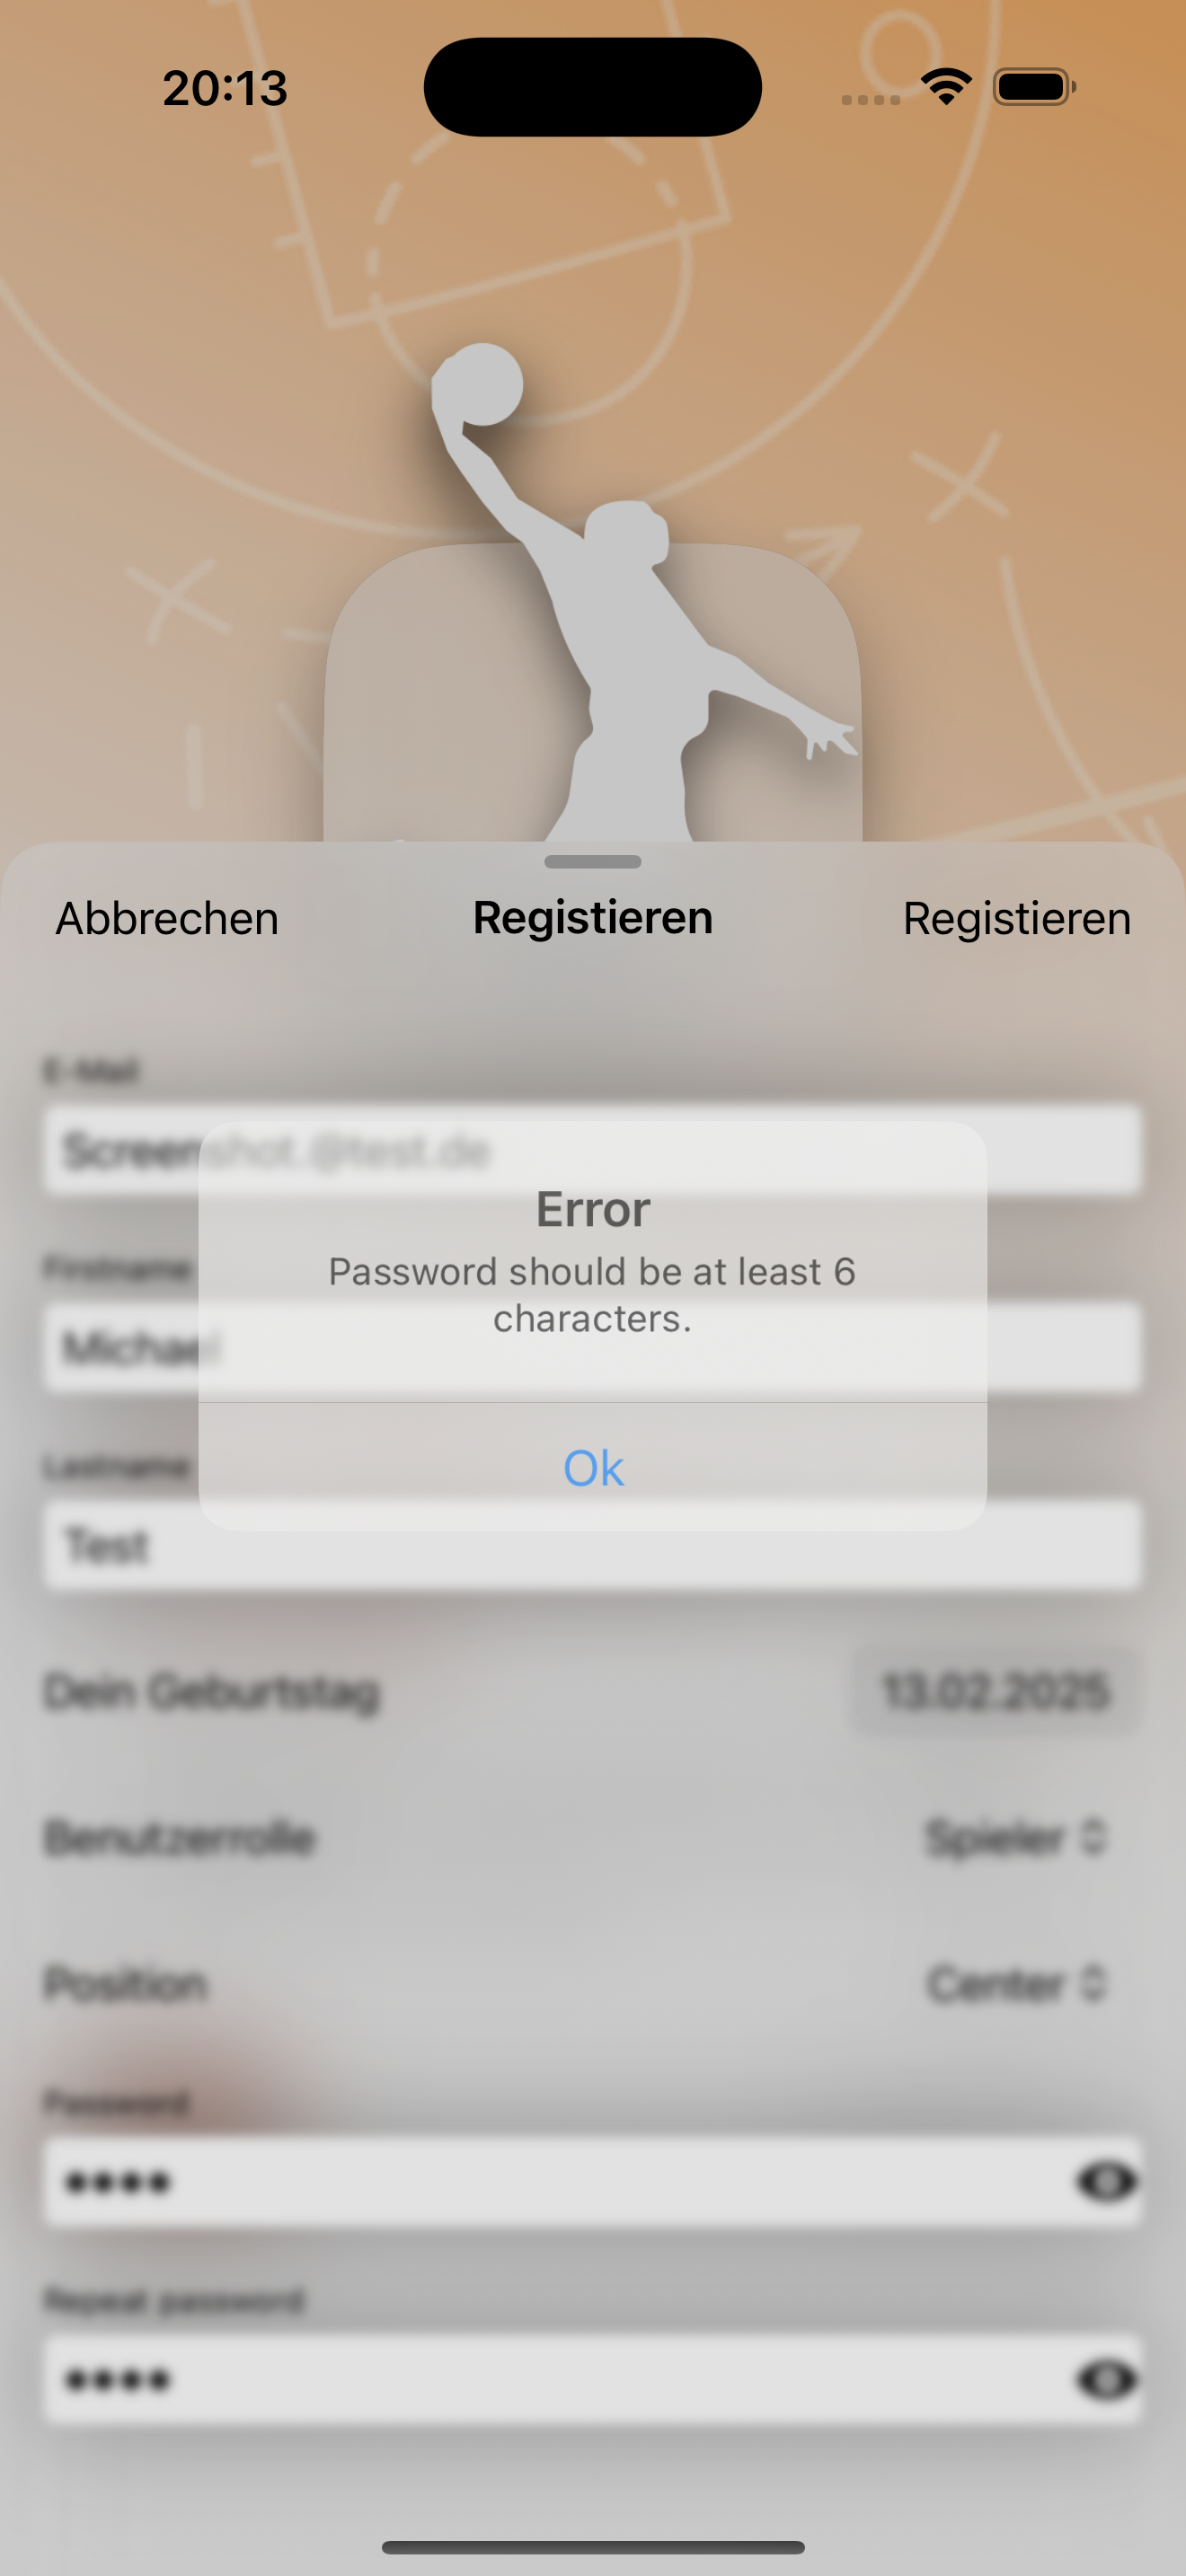 20:13
Abbrechen Registieren Registieren
E-Mail
Screenshot.@test.de
Error
Password should be at least 6
characters.
Firstname
Michael
Ok
Lastname
Test
Dein Geburtstag 13.02.2025
Benutzerrolle Spieler
Position Center
Password
••••
Repeat password
••••